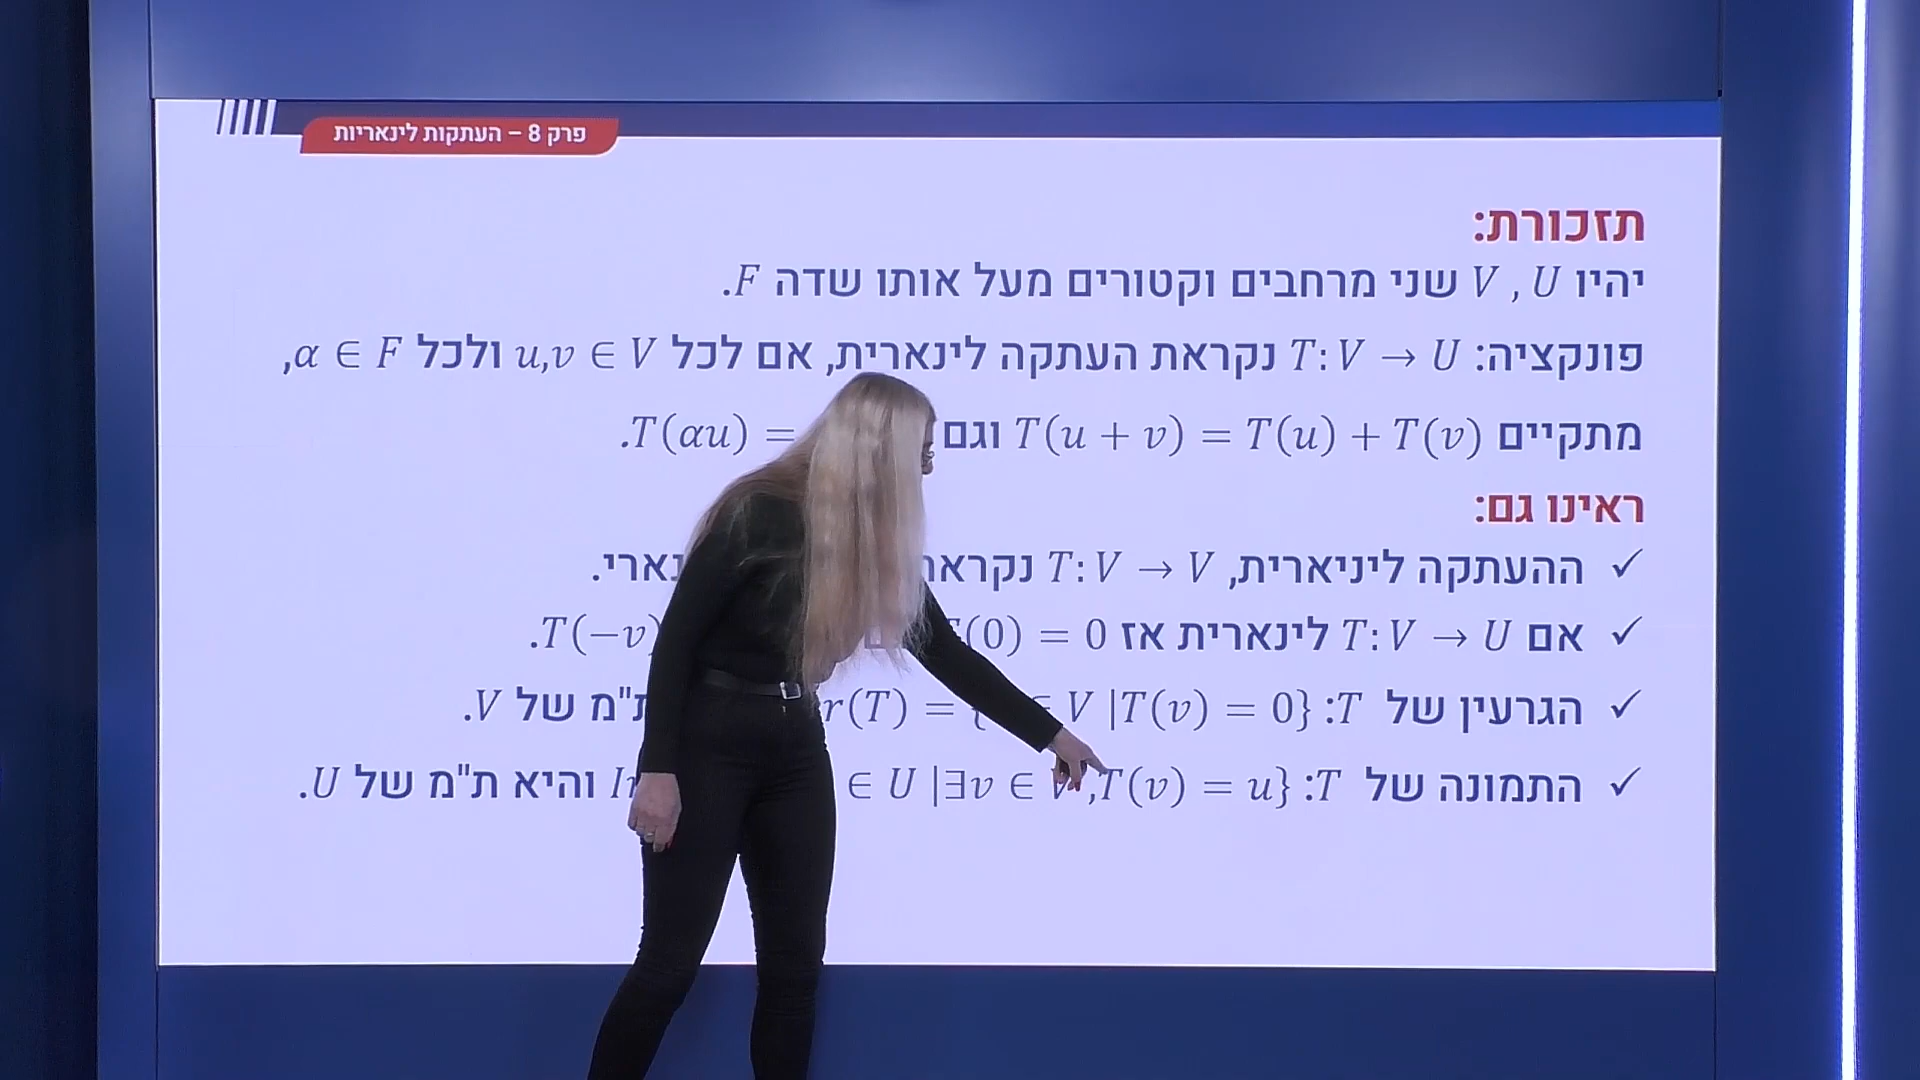 פרק 8 – העתקות לינאריות
תזכורת:
יהיו V , U שני מרחבים וקטורים מעל אותו שדה F.
פונקציה: T: V → U נקראת העתקה לינארית, אם לכל u,v ∈ V ולכל α ∈ F,
מתקיים T(u + v) = T(u) + T(v) וגם T(αu) = .
ראינו גם:
✓ ההעתקה ליניארית, T: V → V נקראת .
✓ אם T: V → U לינארית אז (0) = 0 T(−v).
✓ הגרעין של T: r(T) = { ∈ V |T(v) = 0} ת"מ של V.
✓ התמונה של T: ∈ U |∃v ∈ V ,T(v) = u} והיא ת"מ של U.